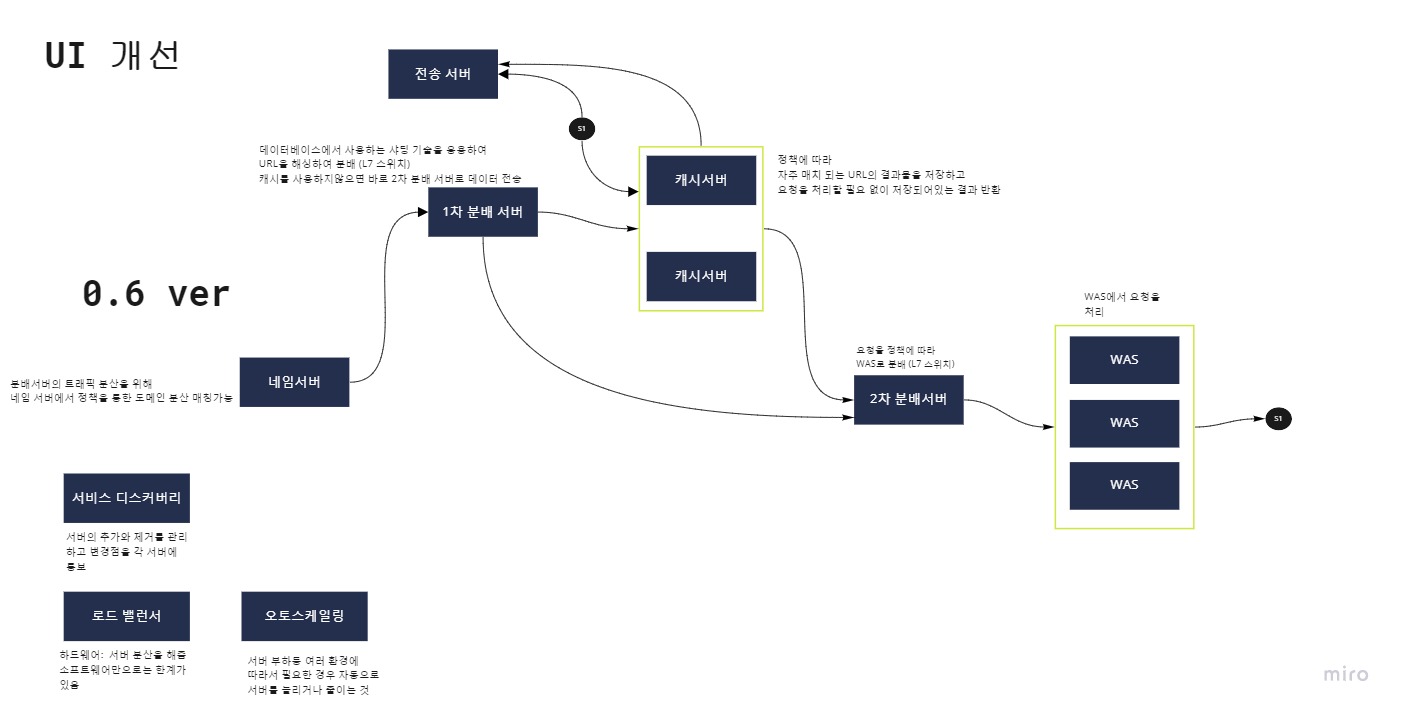 UI 개선
전송 서버
S1
데이터베이스에서 사용하는 샤딩 기술을 응용하여
URL을 해싱하여 분배 (L7 스위치)
캐시를 사용하지않으면 바로 2차 분배 서버로 데이터 전송
1차 분배 서버
캐시서버
캐시서버
정책에 따라
자주 매치 되는 URL의 결과물을 저장하고
요청을 처리할 필요 없이 저장되어있는 결과 반환
0.6 ver
분배서버의 트래픽 분산을 위해
네임 서버에서 정책을 통한 도메인 분산 매칭가능
네임서버
요청을 정책에 따라
WAS로 분배 (L7 스위치)
2차 분배서버
WAS에서 요청을
처리
WAS
WAS
WAS
S1
서비스 디스커버리
서버의 추가와 제거를 관리
하고 변경점을 각 서버에
통보
로드 밸런서
하드웨어: 서버 분산을 해줌
소프트웨어만으로는 한계가
있음
오토스케일링
서버 부하등 여러 환경에
따라서 필요한 경우 자동으로
서버를 늘리거나 줄이는 것
miro